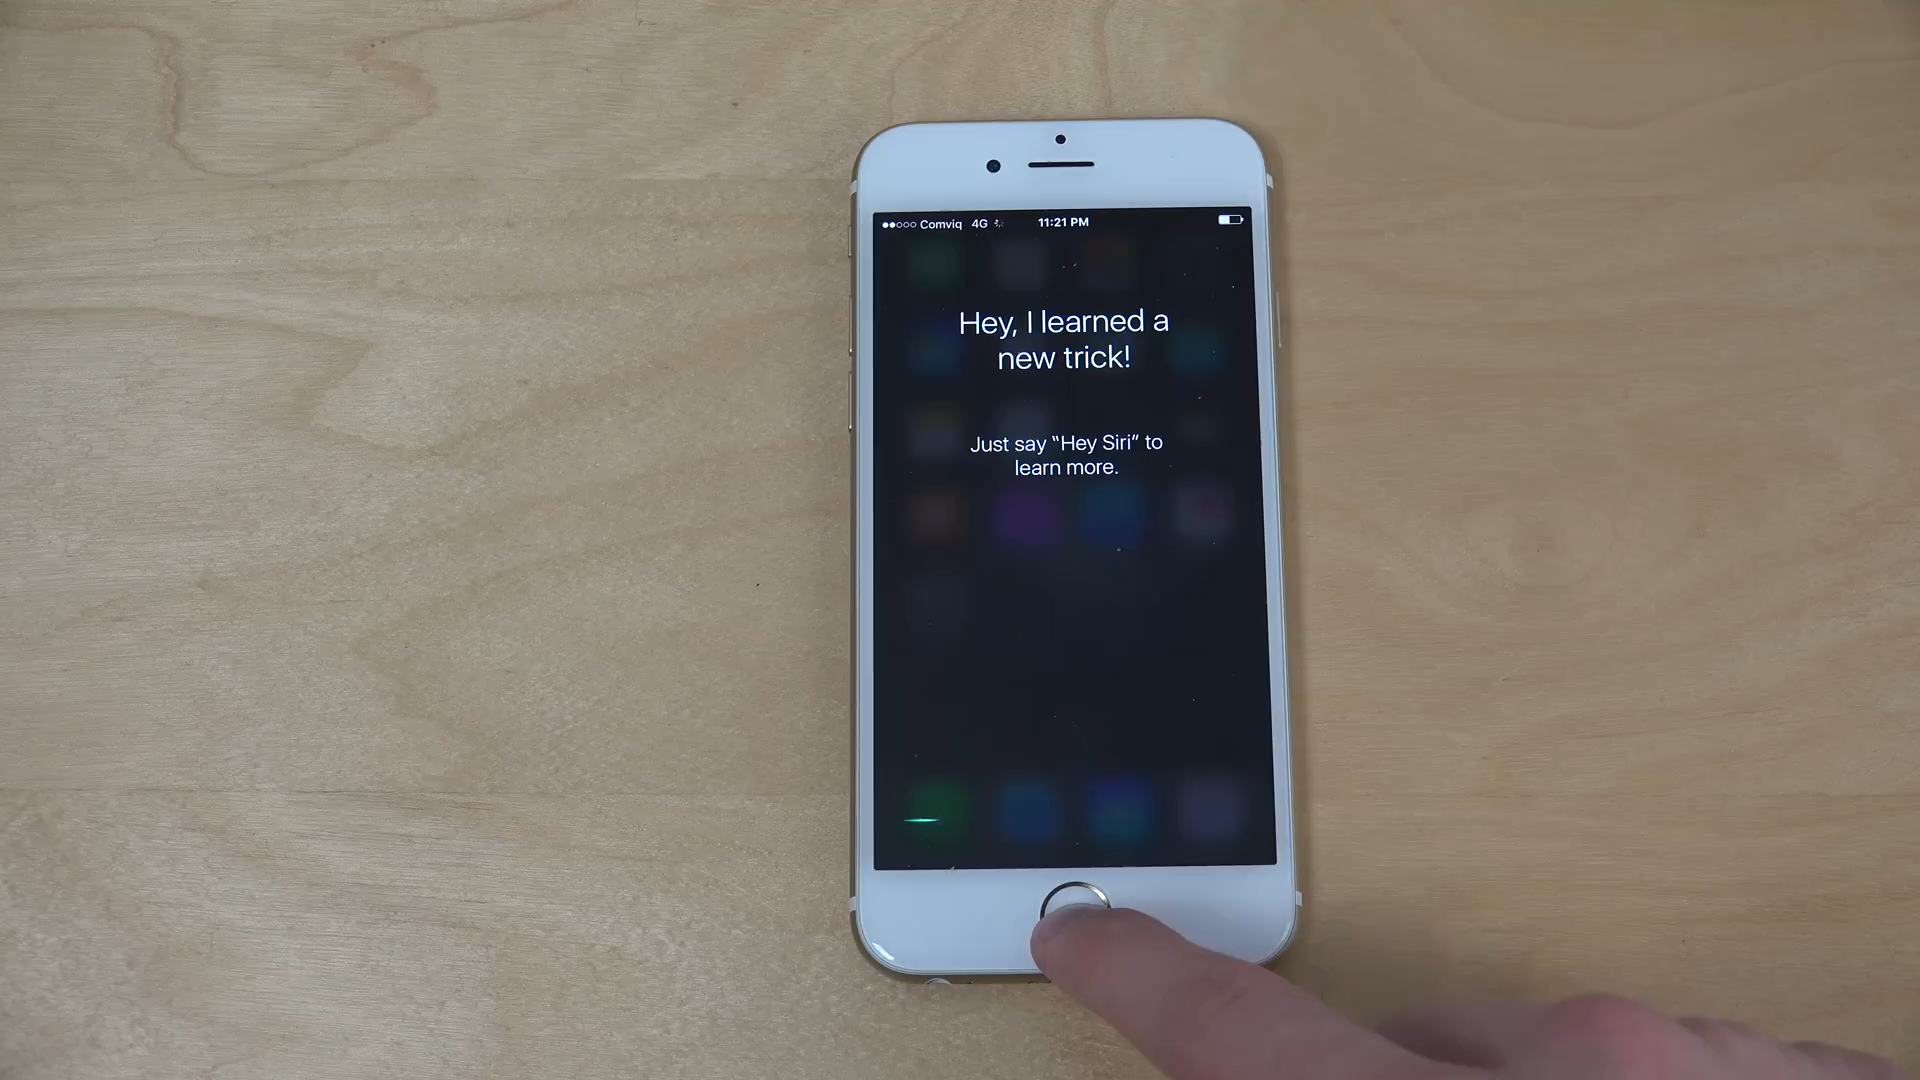 Comviq 4G 11:21 PM
Hey, I learned a
new trick!
Just say “Hey Siri” to
learn more.